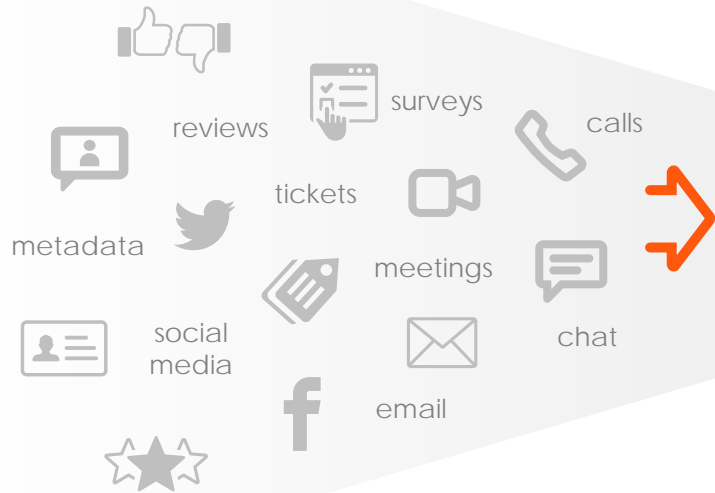 surveys
reviews
calls
tickets
metadata
meetings
social
media
chat
email